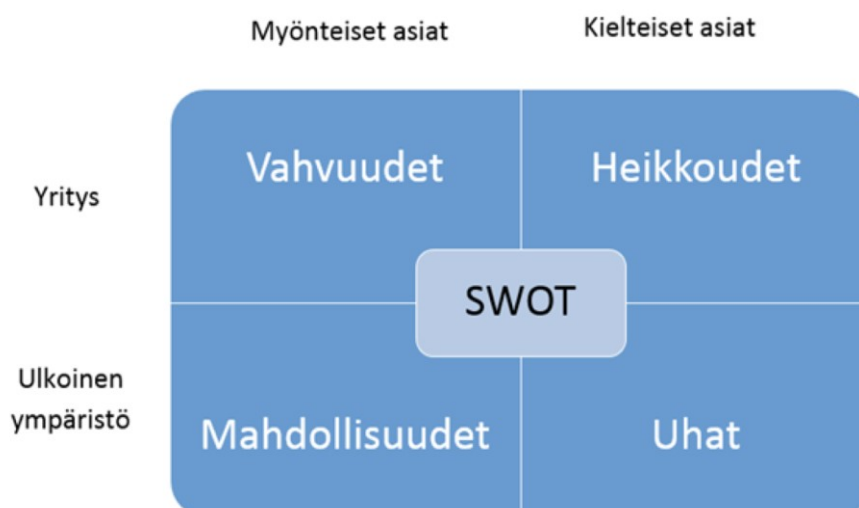 Myönteiset asiat
Kielteiset asiat
Yritys
Vahvuudet
Heikkoudet
SWOT
Ulkoinen
ympäristö
Mahdollisuudet
Uhat